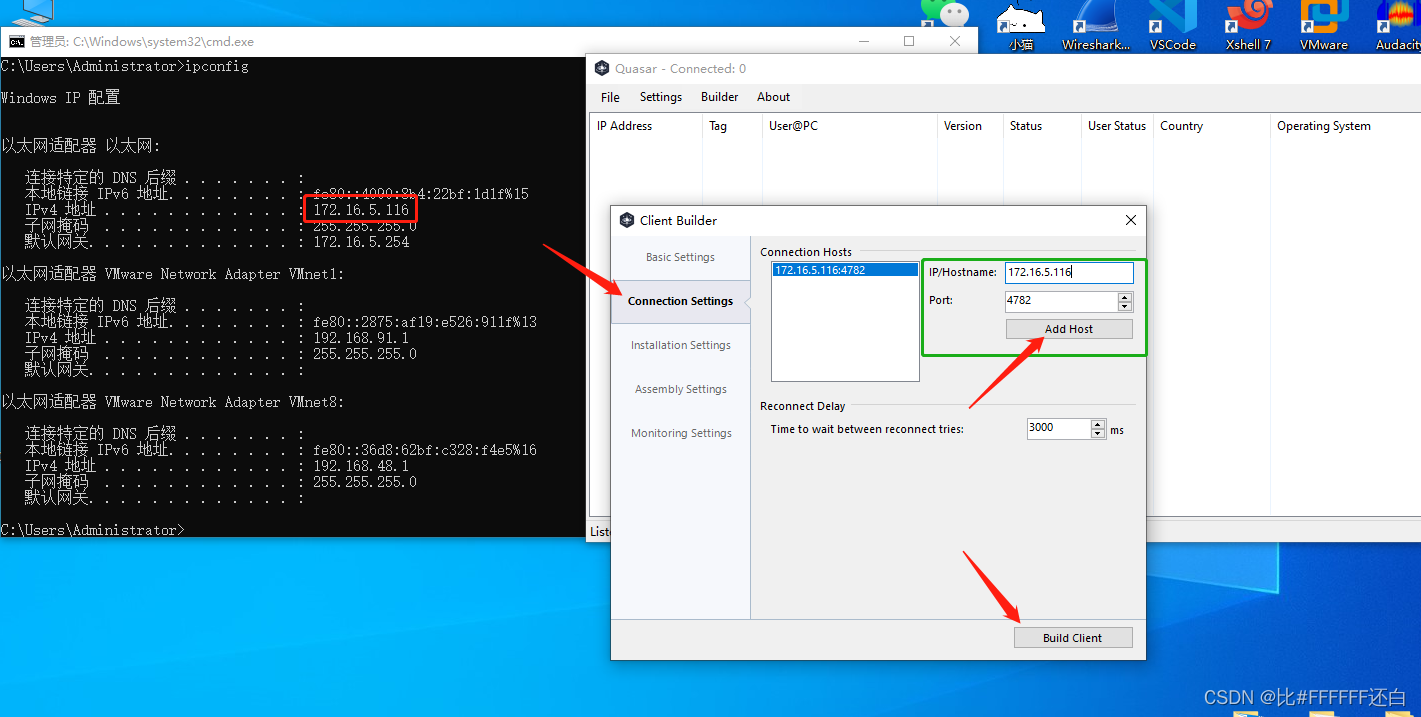 管理员: C:\Windows\system32\cmd.exe
小猫
Wireshark...
VSCode
Xshell 7
VMware
Audacity
C:\Users\Administrator>ipconfig
Windows IP 配置
以太网适配器 以太网:
连接特定的 DNS 后缀 . . . . . . . :
本地链接 IPv6 地址. . . . . . . . : fe80::4090:8b4:22bf:1d1f%15
IPv4 地址 . . . . . . . . . . . . : 172.16.5.116
子网掩码 . . . . . . . . . . . . : 255.255.255.0
默认网关. . . . . . . . . . . . . : 172.16.5.254
以太网适配器 VMware Network Adapter VMnet1:
连接特定的 DNS 后缀 . . . . . . . :
本地链接 IPv6 地址. . . . . . . . : fe80::2875:af19:e526:911f%13
IPv4 地址 . . . . . . . . . . . . : 192.168.91.1
子网掩码 . . . . . . . . . . . . : 255.255.255.0
默认网关. . . . . . . . . . . . . :
以太网适配器 VMware Network Adapter VMnet8:
连接特定的 DNS 后缀 . . . . . . . :
本地链接 IPv6 地址. . . . . . . . : fe80::36d8:62bf:c328:f4e5%16
IPv4 地址 . . . . . . . . . . . . : 192.168.48.1
子网掩码 . . . . . . . . . . . . : 255.255.255.0
默认网关. . . . . . . . . . . . . :
C:\Users\Administrator>
Quasar - Connected: 0
File Settings Builder About
IP Address Tag User@PC Version Status User Status Country Operating System
Client Builder
Basic Settings
Connection Settings
Installation Settings
Assembly Settings
Monitoring Settings
Connection Hosts
172.16.5.116:4782
IP/Hostname: 172.16.5.116
Port: 4782
Add Host
Reconnect Delay
Time to wait between reconnect tries: 3000 ms
Build Client
CSDN @比#FFFFFF还白